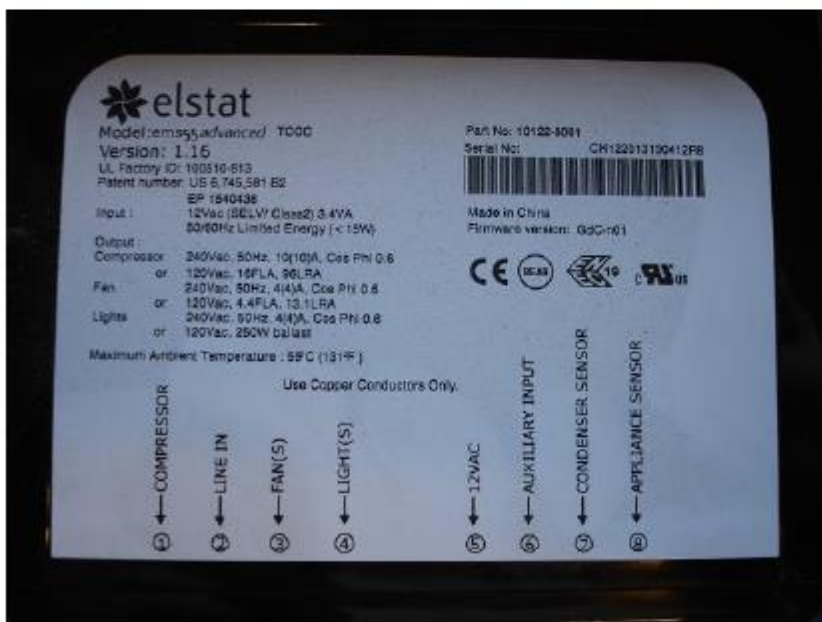 elstat
Model:ems55advanced TCCC
Version: 1.16
UL Factory ID: 100510-513
Patent number: US 6,745,581 B2
EP 1540438
Input : 12Vac (SELV/ Class2) 3.4VA
50/60Hz Limited Energy (< 15W)
Output :
Compressor 240Vac, 50Hz, 10(10)A, Cos Phi 0.6
or 120Vac, 16FLA, 96LRA
Fan 240Vac, 50Hz, 4(4)A, Cos Phi 0.6
or 120Vac, 4.4FLA, 13.1LRA
Lights 240Vac, 50Hz, 4(4)A, Cos Phi 0.6
or 120Vac, 250W ballast
Maximum Ambient Temperature : 55°C (131°F )
Part No: 10122-
Serial No:
Made in China
Firmware version:
CE 19 c us
Use Copper Conductors Only.
① ←COMPRESSOR
② ←LINE IN
③ ←FAN(S)
④ ←LIGHT(S)
⑤ ←12VAC
⑥ ←AUXILIARY INPUT
⑦ ←CONDENSER SENSOR
⑧ ←APPLIANCE SENSOR